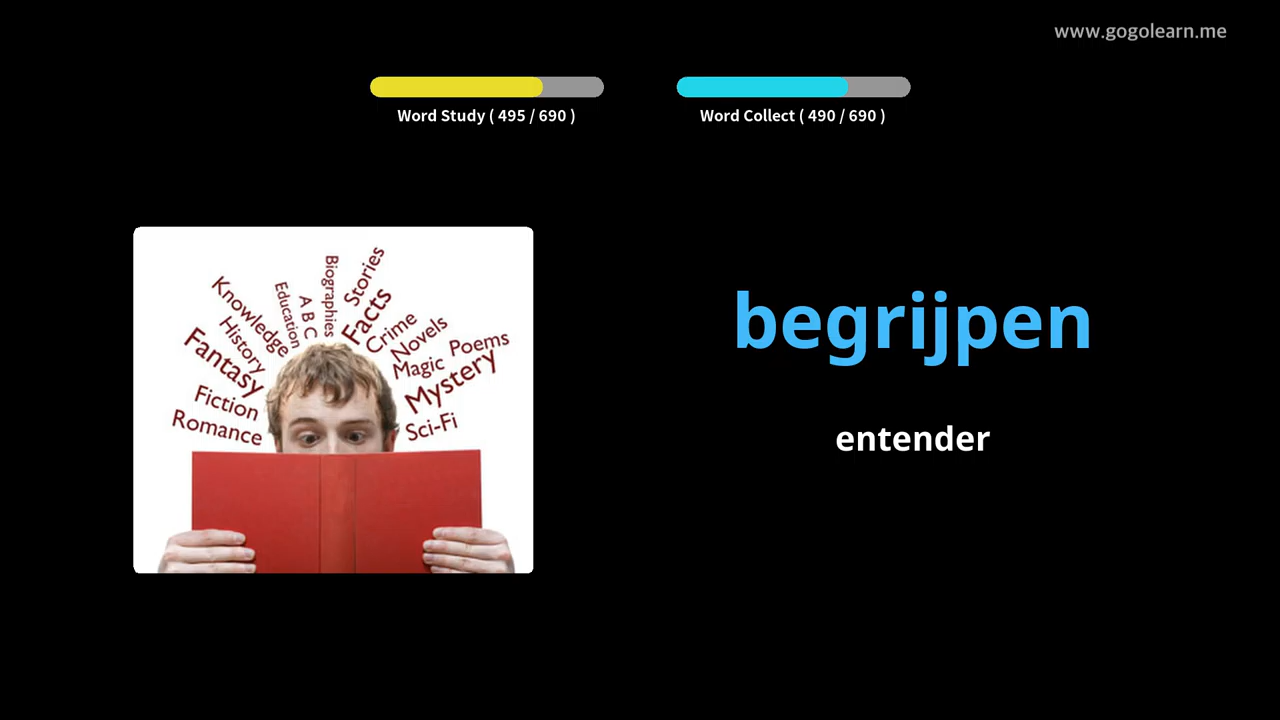 www.gogolearn.me
Word Study ( 495 / 690 )
Word Collect ( 490 / 690 )
Biographies
Stories
Education
A B C
Facts
Knowledge
Crime
History
Novels
Fantasy
Magic
Poems
Mystery
Fiction
Romance
Sci-Fi
begrijpen
entender